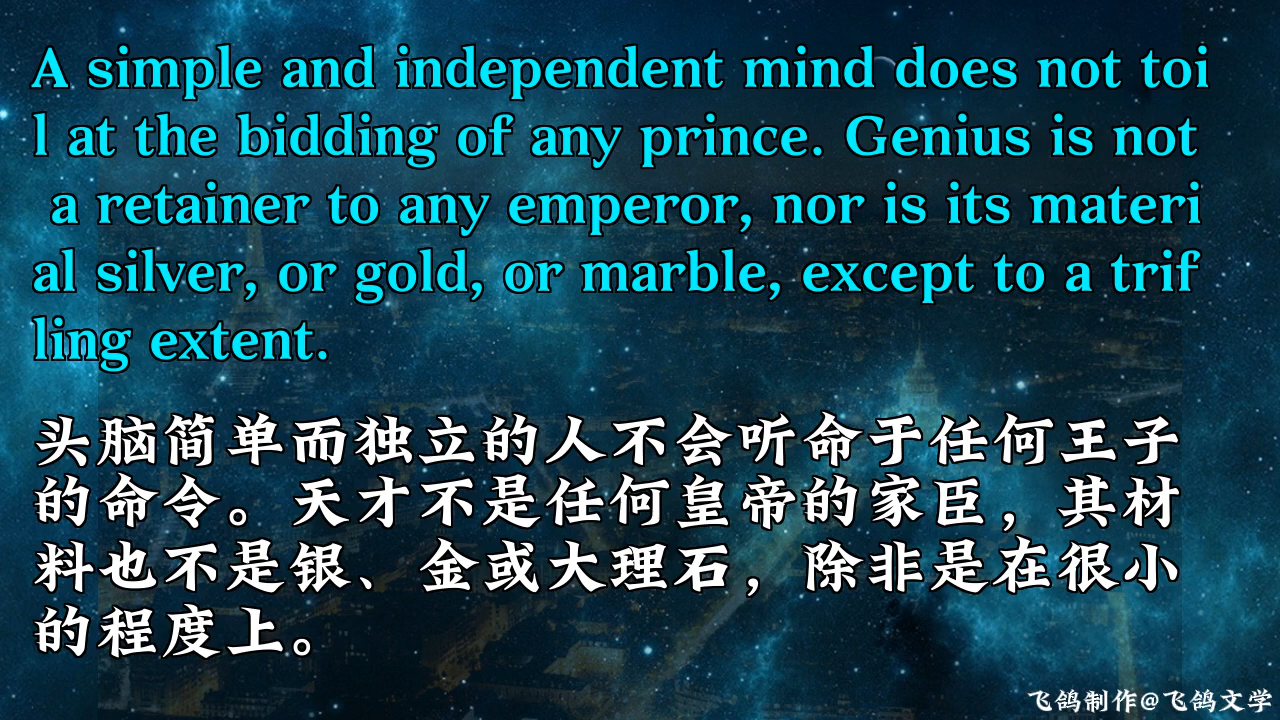 A simple and independent mind does not toi
l at the bidding of any prince. Genius is not
a retainer to any emperor, nor is its materi
al silver, or gold, or marble, except to a trif
ling extent.
头脑简单而独立的人不会听命于任何王子
的命令。天才不是任何皇帝的家臣，其材
料也不是银、金或大理石，除非是在很小
的程度上。
飞鸽制作@飞鸽文学